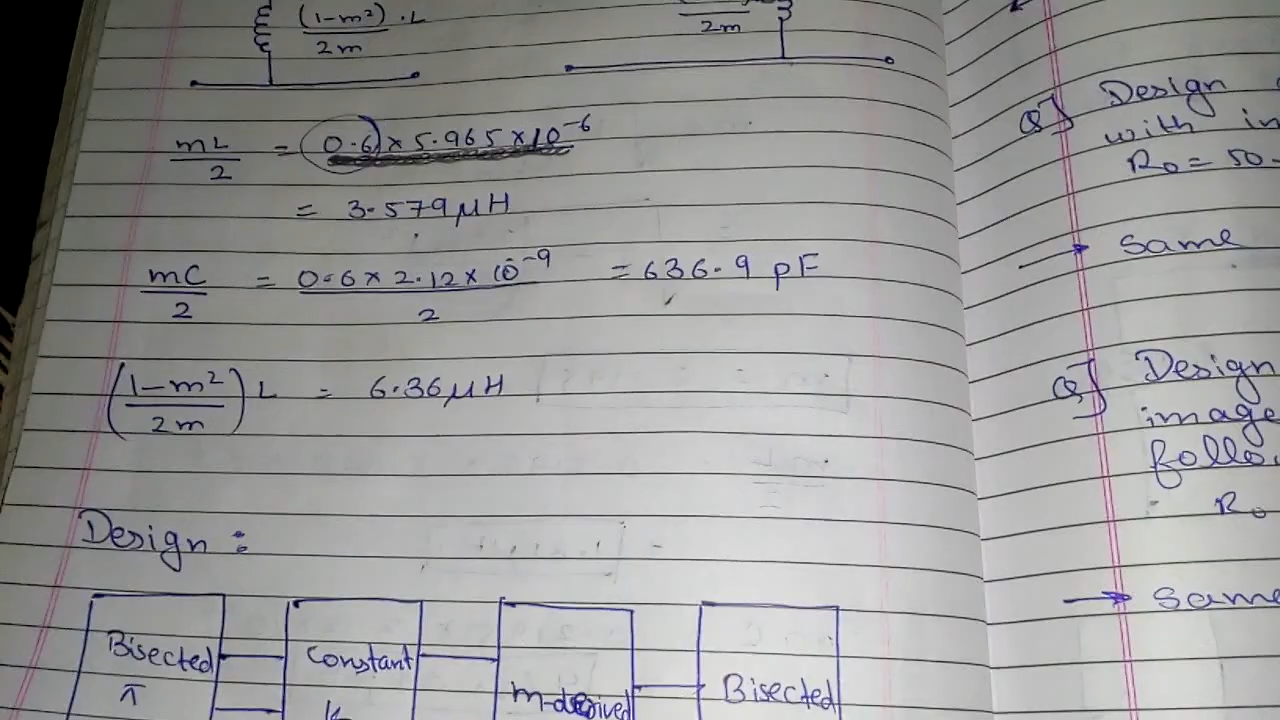 (1-m²) . L
2m
2m
mL/2 = 0.6 × 5.965 × 10⁻⁶
= 3.579 μH
mC/2 = 0.6 × 2.12 × 10⁻⁹ / 2 = 636.9 pF
(1-m²/2m) L = 6.36 μH
Design :
Bisected π
Constant k
m-derived
Bisected
Q] Design
with in
R₀ = 50
→ Same
Q] Design
image
follo
R₀
→ Same